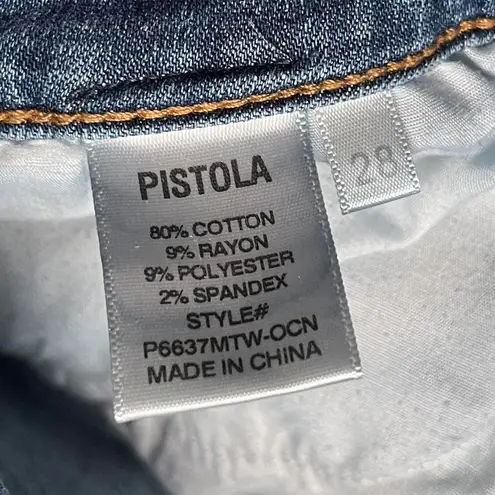 PISTOLA
80% COTTON
9% RAYON
9% POLYESTER
2% SPANDEX
STYLE#
P6637MTW-OCN
MADE IN CHINA
28